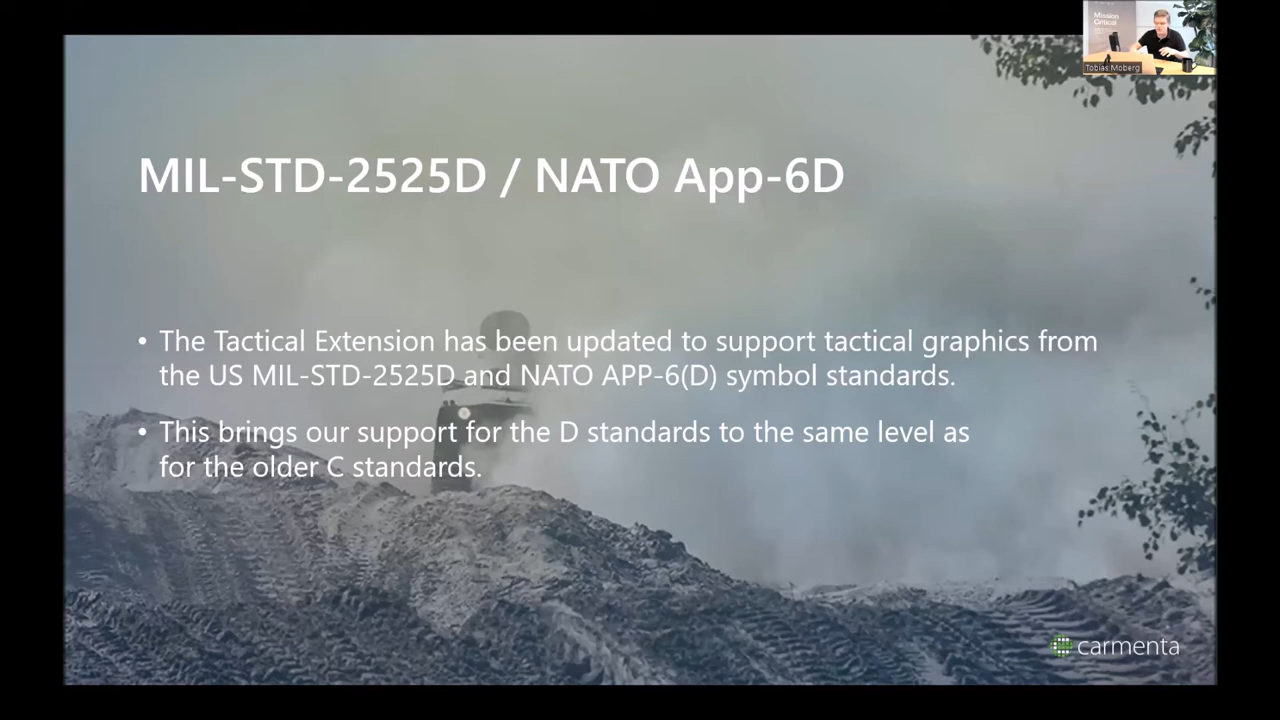 Mission
Critical
Tobias Moberg
MIL-STD-2525D / NATO App-6D
• The Tactical Extension has been updated to support tactical graphics from
the US MIL-STD-2525D and NATO APP-6(D) symbol standards.
• This brings our support for the D standards to the same level as
for the older C standards.
carmenta